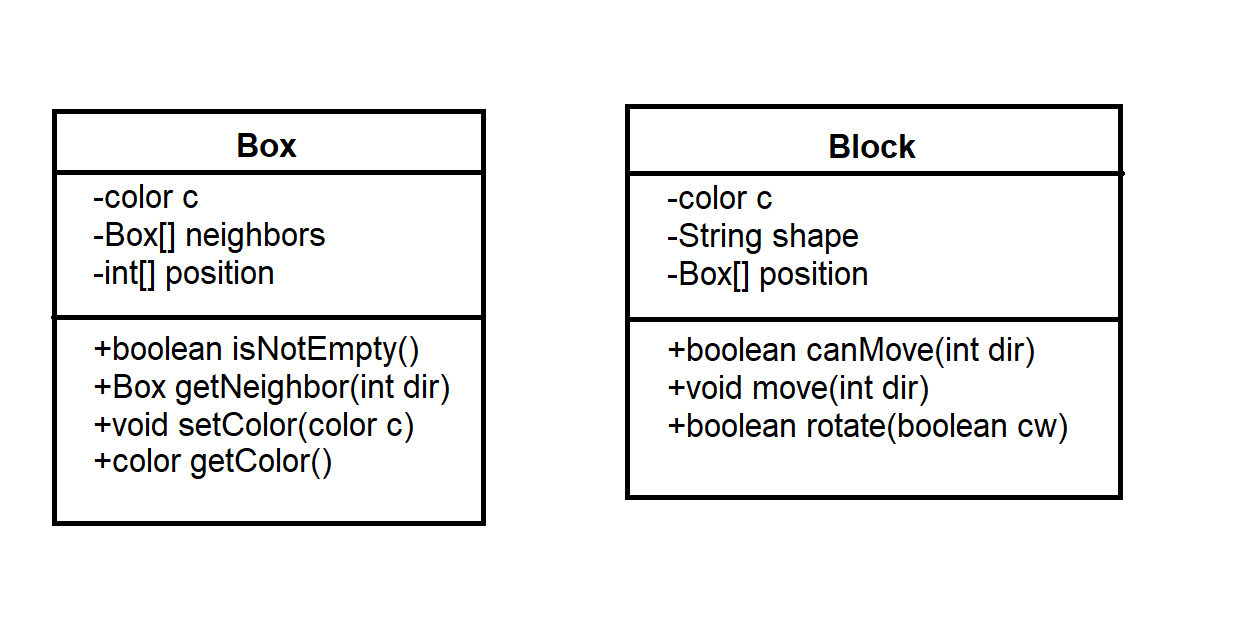 Box
-color c
-Box[] neighbors
-int[] position
+boolean isNotEmpty()
+Box getNeighbor(int dir)
+void setColor(color c)
+color getColor()
Block
-color c
-String shape
-Box[] position
+boolean canMove(int dir)
+void move(int dir)
+boolean rotate(boolean cw)